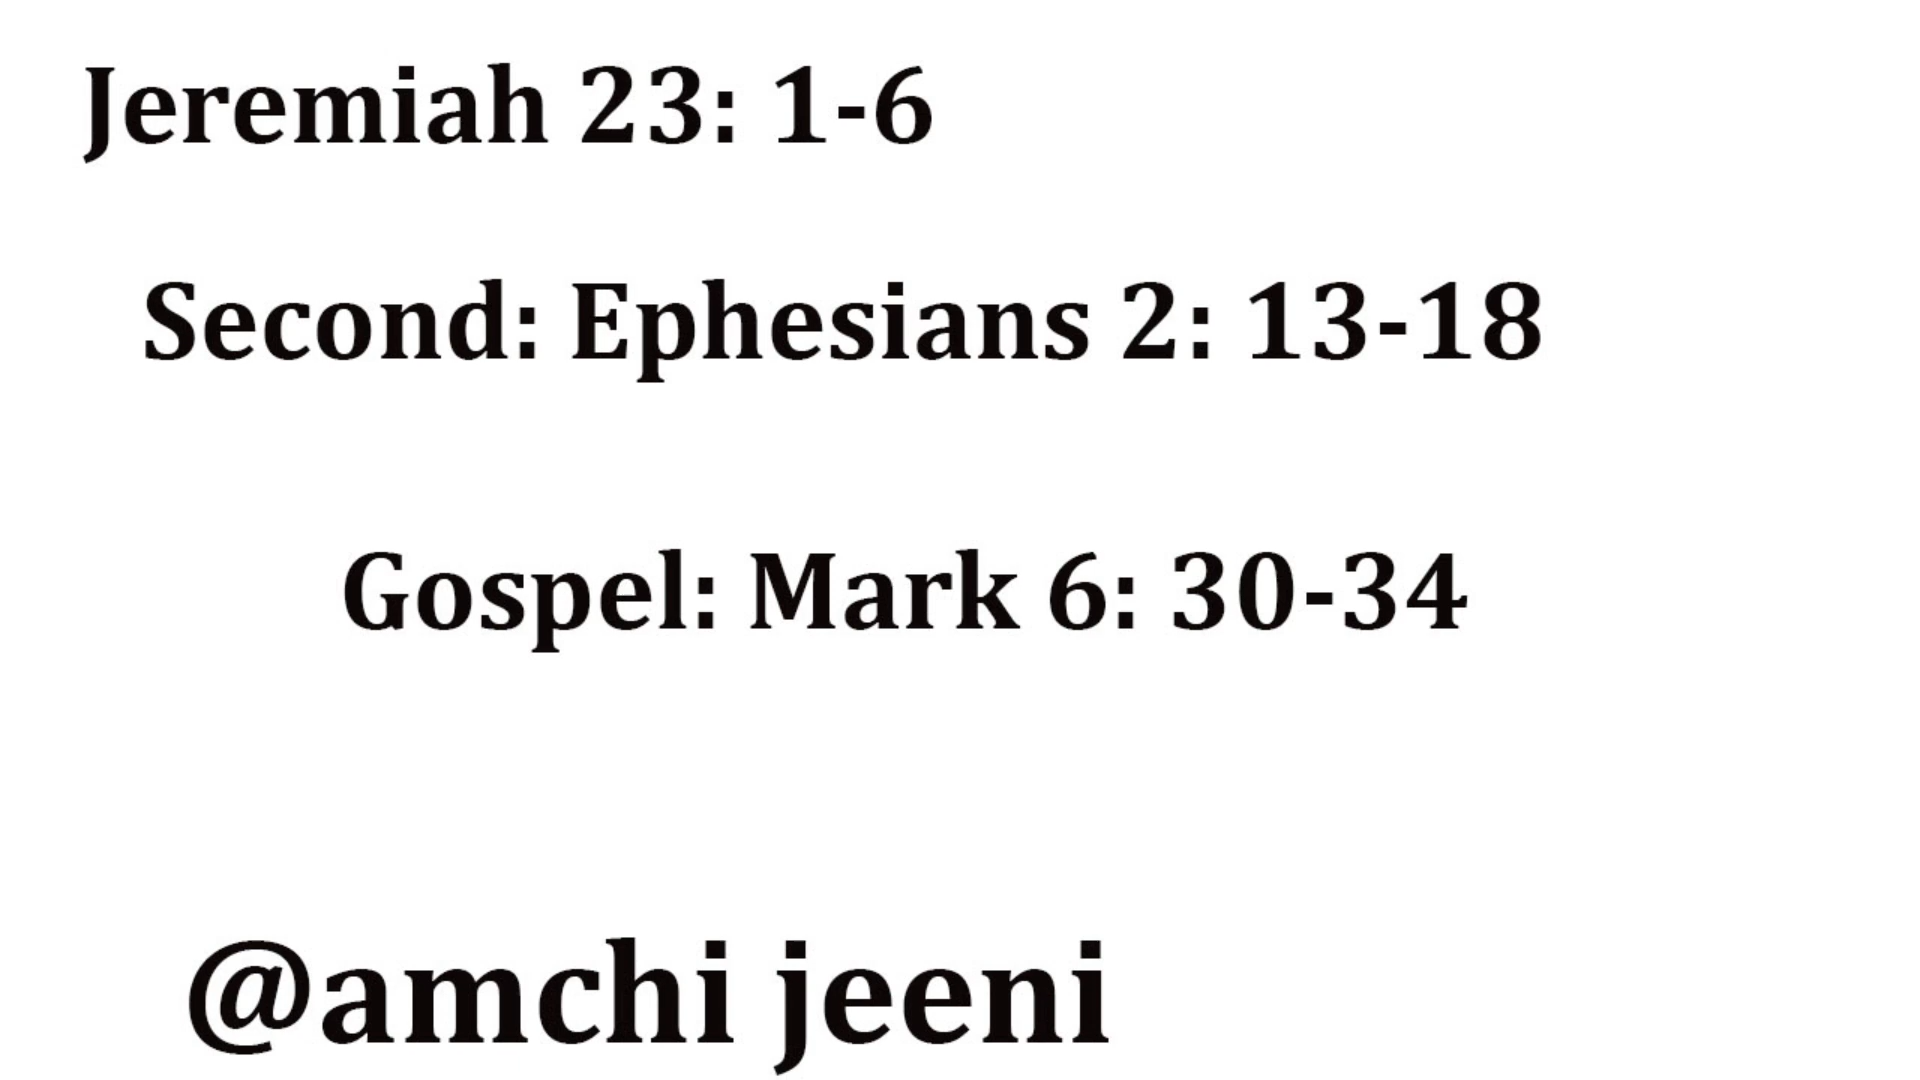 Jeremiah 23: 1-6
Second: Ephesians 2: 13-18
Gospel: Mark 6: 30-34
@amchi jeeni